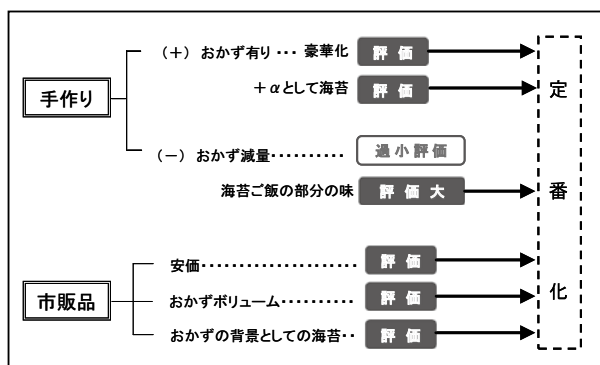 （＋） おかず有り ··· 豪華化 評価
＋αとして海苔 評価
手作り
（－） おかず減量·········· 過小評価
海苔ご飯の部分の味 評価大
安価····················· 評価
市販品
おかずボリューム·········· 評価
おかずの背景としての海苔·· 評価
定番化